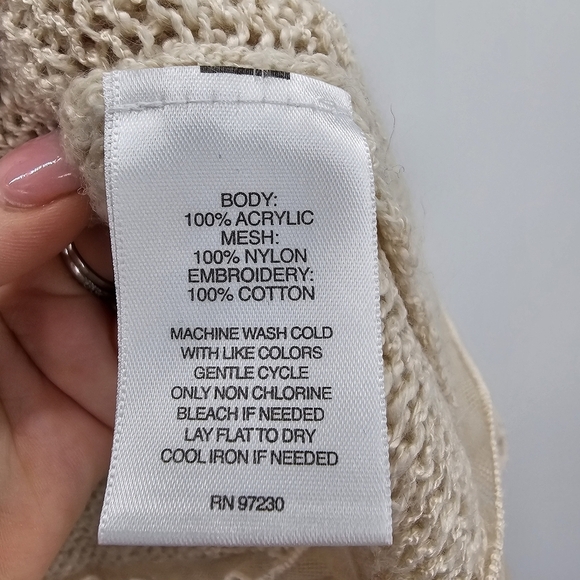 BODY:
100% ACRYLIC
MESH:
100% NYLON
EMBROIDERY:
100% COTTON
MACHINE WASH COLD
WITH LIKE COLORS
GENTLE CYCLE
ONLY NON CHLORINE
BLEACH IF NEEDED
LAY FLAT TO DRY
COOL IRON IF NEEDED
RN 97230